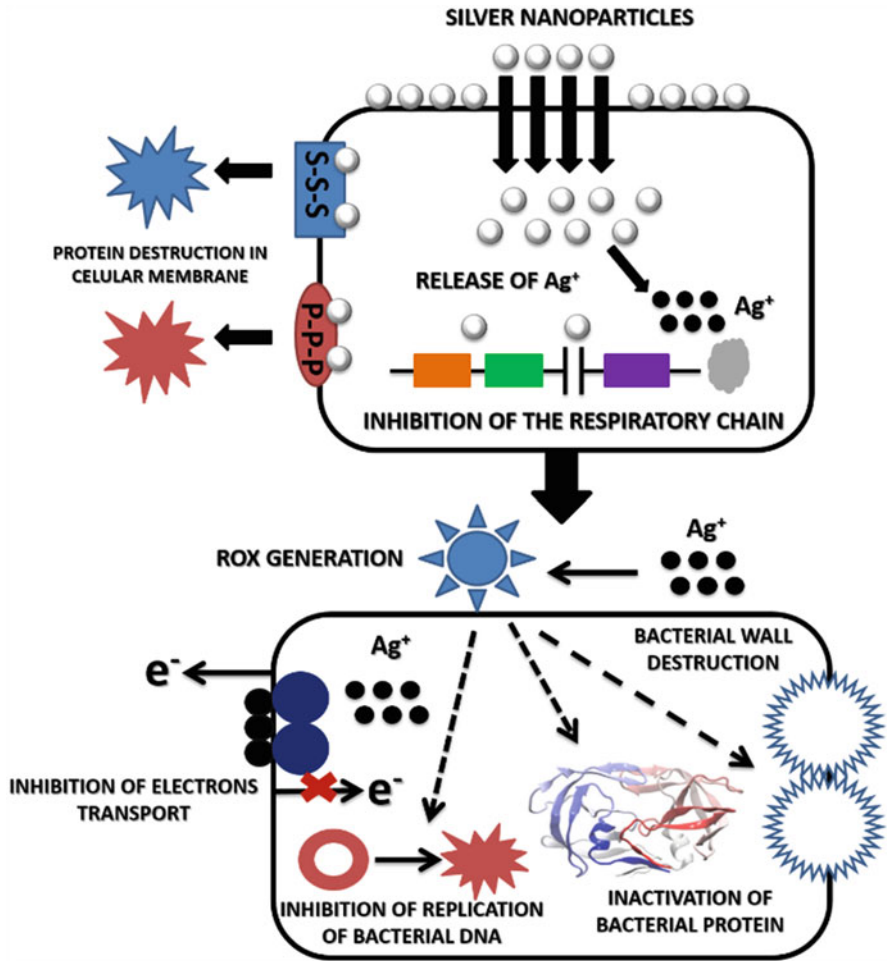 SILVER NANOPARTICLES
S-S-S
PROTEIN DESTRUCTION IN
CELULAR MEMBRANE
P-P-P
RELEASE OF Ag⁺
Ag⁺
INHIBITION OF THE RESPIRATORY CHAIN
ROX GENERATION
Ag⁺
BACTERIAL WALL
DESTRUCTION
Ag⁺
e⁻
INHIBITION OF ELECTRONS
TRANSPORT
e⁻
INHIBITION OF REPLICATION
OF BACTERIAL DNA
INACTIVATION OF
BACTERIAL PROTEIN